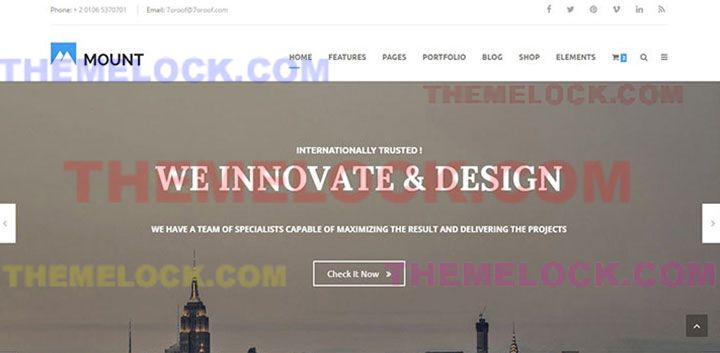 Phone: + 2 0106 5370701 Email: 7oroof@7oroof.com
MOUNT
HOME FEATURES PAGES PORTFOLIO BLOG SHOP ELEMENTS
THEMELOCK.COM
THEMELOCK.COM
INTERNATIONALLY TRUSTED !
THEMELOCK.COM
WE INNOVATE & DESIGN
WE HAVE A TEAM OF SPECIALISTS CAPABLE OF MAXIMIZING THE RESULT AND DELIVERING THE PROJECTS
THEMELOCK.COM
Check It Now »
THEMELOCK.COM